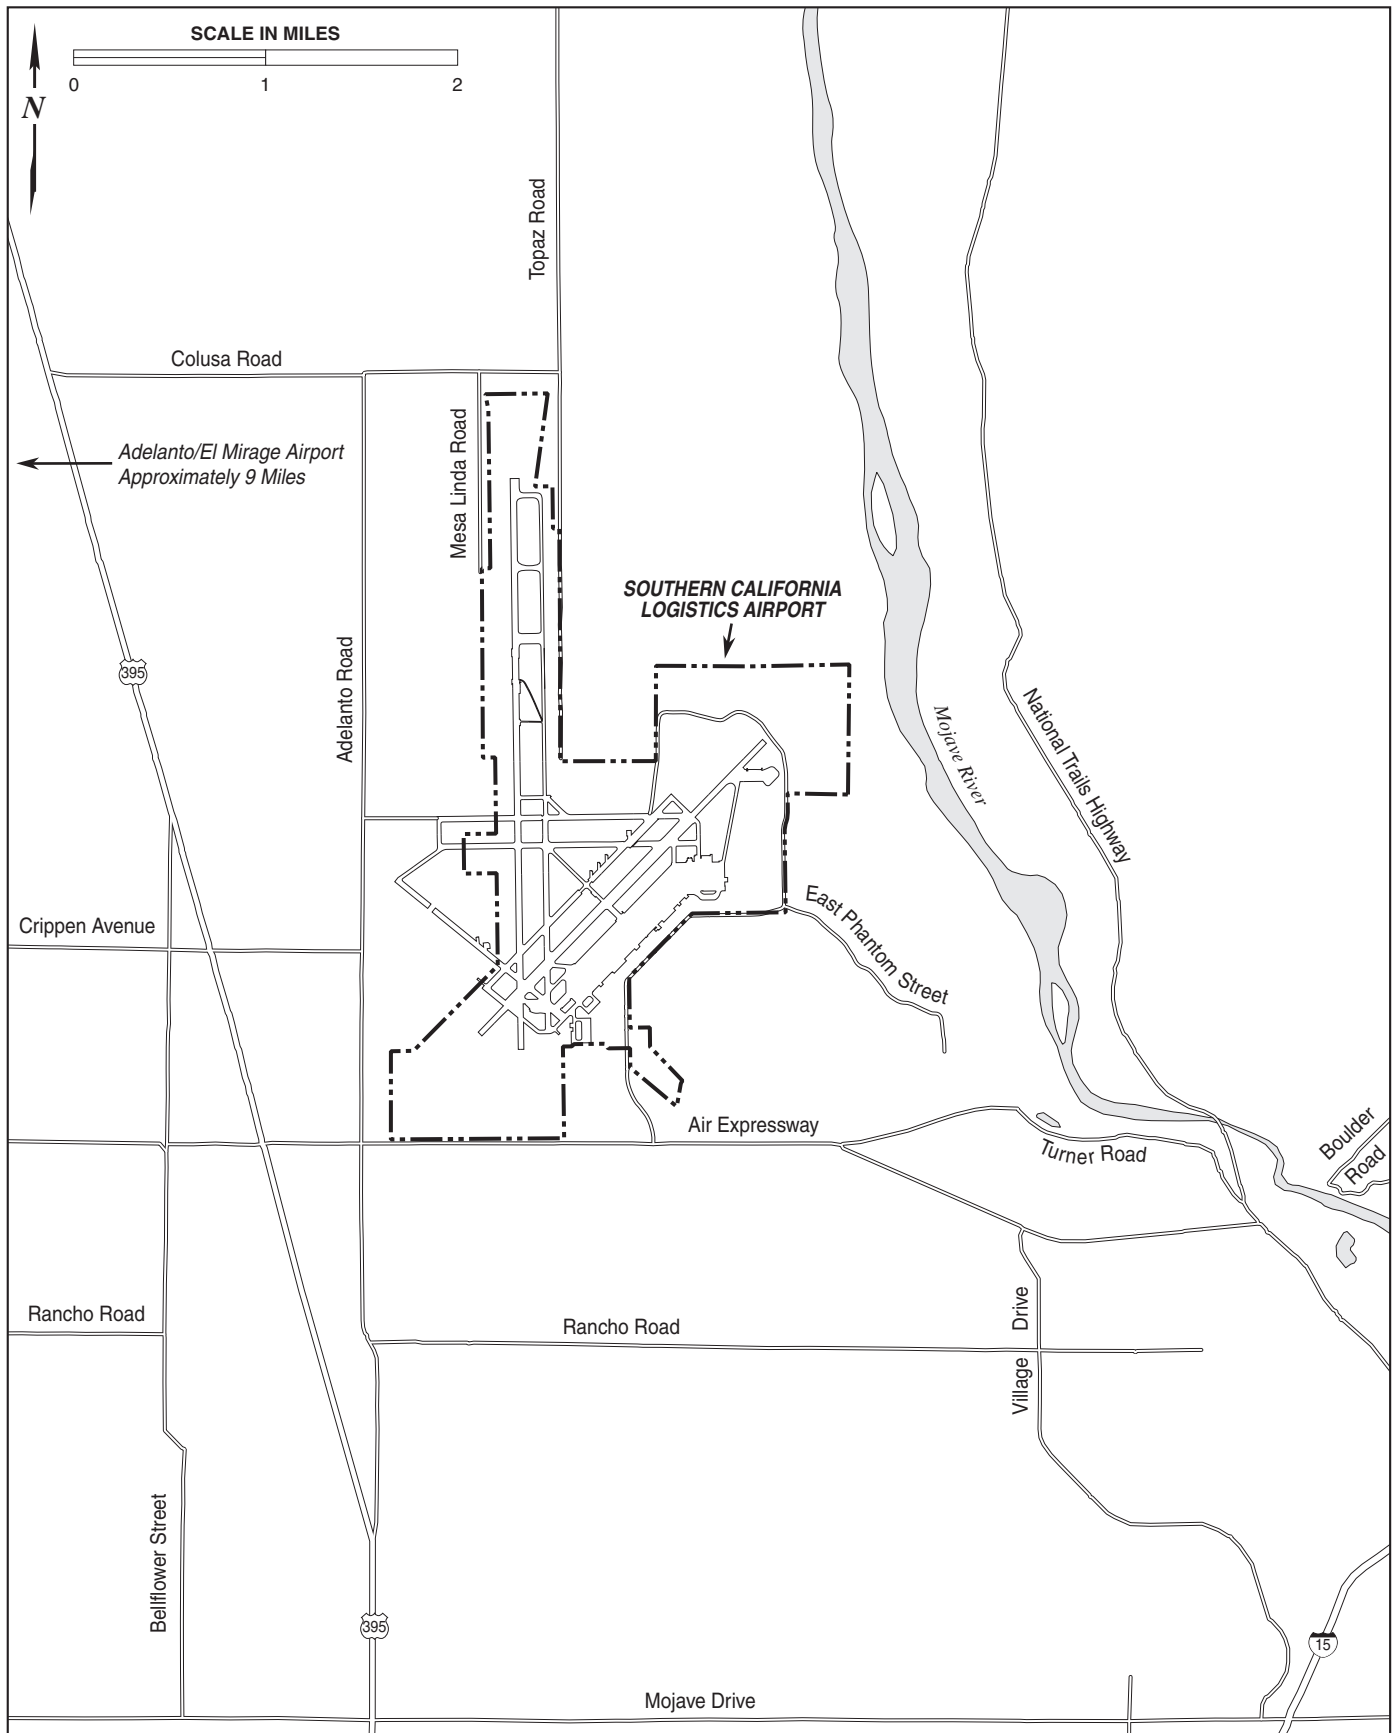 SCALE IN MILES
0 1 2
N
Topaz Road
Colusa Road
Adelanto/El Mirage Airport
Approximately 9 Miles
Mesa Linda Road
SOUTHERN CALIFORNIA
LOGISTICS AIRPORT
395
Adelanto Road
Mojave River
National Trails Highway
Crippen Avenue
East Phantom Street
Air Expressway
Turner Road
Boulder
Road
Rancho Road
Rancho Road
Village Drive
Bellflower Street
395
15
Mojave Drive